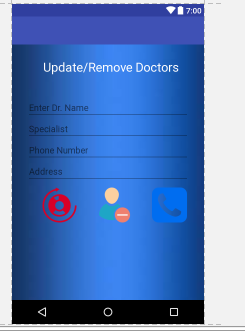 7:00
Update/Remove Doctors
Enter Dr. Name
Specialist
Phone Number
Address